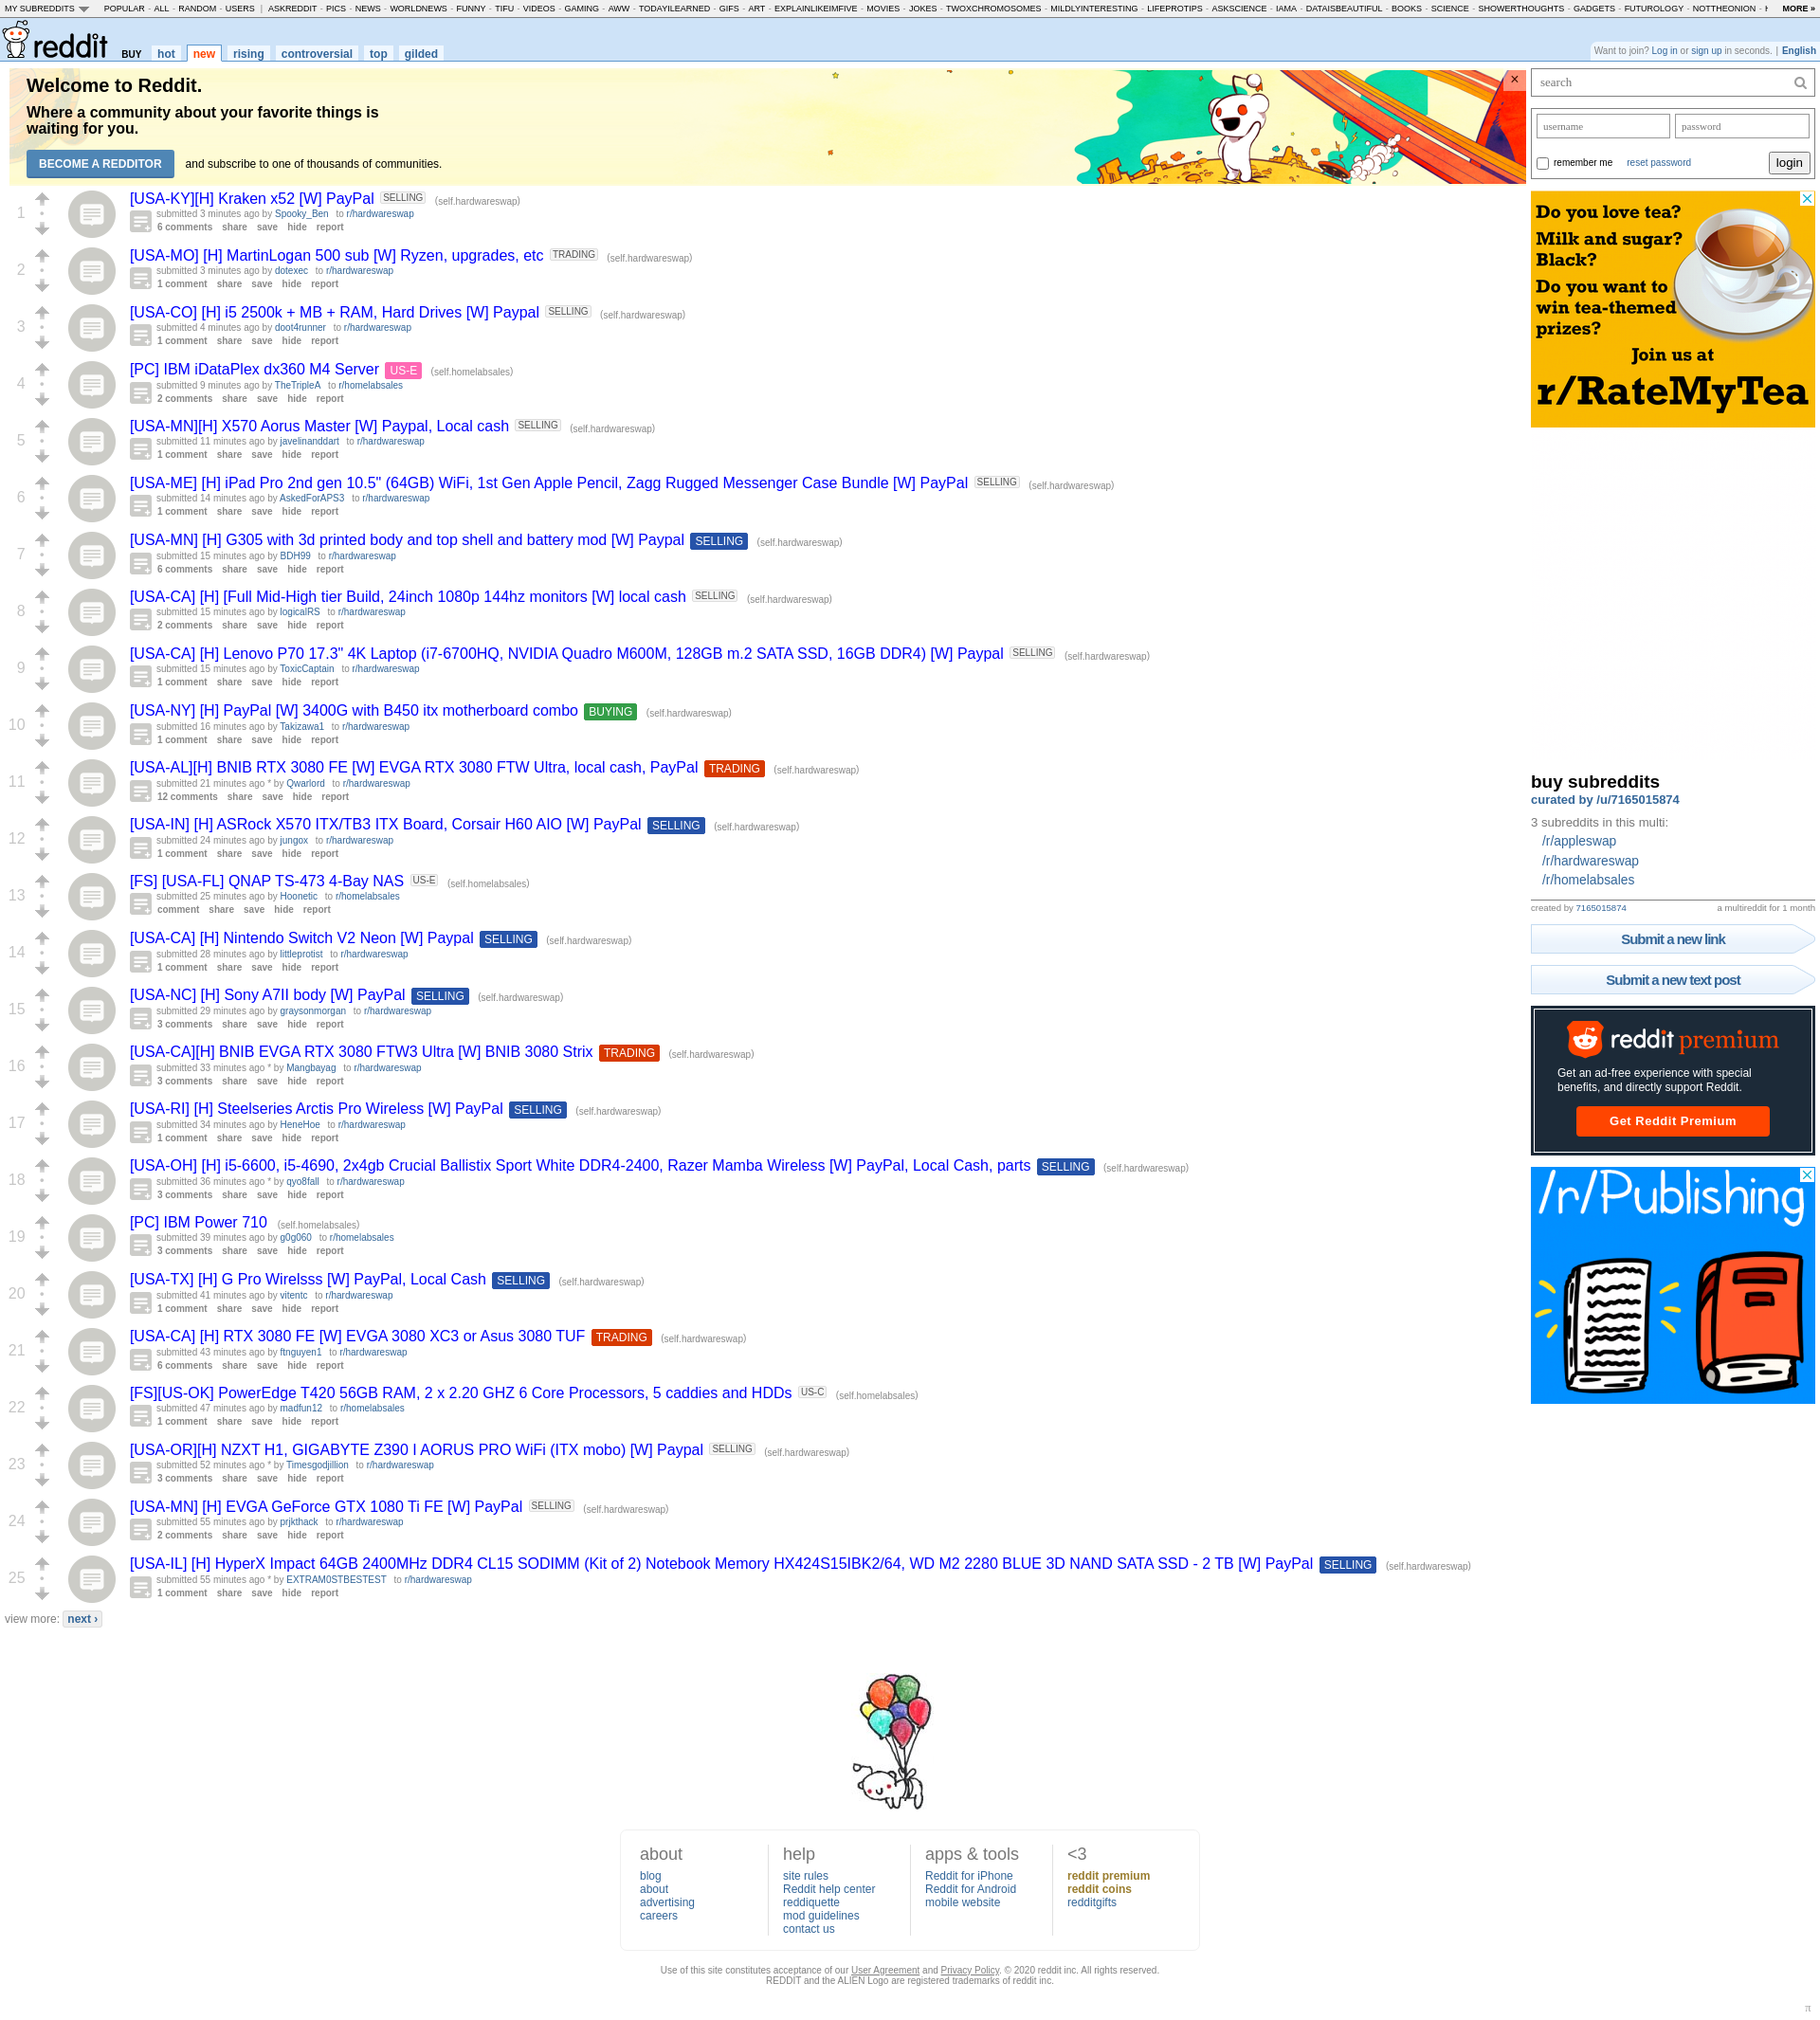 MY SUBREDDITS POPULAR - ALL - RANDOM - USERS | ASKREDDIT - PICS - NEWS - WORLDNEWS - FUNNY - TIFU - VIDEOS - GAMING - AWW - TODAYILEARNED - GIFS - ART - EXPLAINLIKEIMFIVE - MOVIES - JOKES - TWOXCHROMOSOMES - MILDLYINTERESTING - LIFEPROTIPS - ASKSCIENCE - IAMA - DATAISBEAUTIFUL - BOOKS - SCIENCE - SHOWERTHOUGHTS - GADGETS - FUTUROLOGY - NOTTHEONION - MORE »
reddit BUY hot new rising controversial top gilded
Want to join? Log in or sign up in seconds. | English
Welcome to Reddit.
Where a community about your favorite things is
waiting for you.
BECOME A REDDITOR and subscribe to one of thousands of communities.
1
[USA-KY][H] Kraken x52 [W] PayPal SELLING (self.hardwareswap)
submitted 3 minutes ago by Spooky_Ben to r/hardwareswap
6 comments share save hide report
2
[USA-MO] [H] MartinLogan 500 sub [W] Ryzen, upgrades, etc TRADING (self.hardwareswap)
submitted 3 minutes ago by dotexec to r/hardwareswap
1 comment share save hide report
3
[USA-CO] [H] i5 2500k + MB + RAM, Hard Drives [W] Paypal SELLING (self.hardwareswap)
submitted 4 minutes ago by doot4runner to r/hardwareswap
1 comment share save hide report
4
[PC] IBM iDataPlex dx360 M4 Server US-E (self.homelabsales)
submitted 9 minutes ago by TheTripleA to r/homelabsales
2 comments share save hide report
5
[USA-MN][H] X570 Aorus Master [W] Paypal, Local cash SELLING (self.hardwareswap)
submitted 11 minutes ago by javelinanddart to r/hardwareswap
1 comment share save hide report
6
[USA-ME] [H] iPad Pro 2nd gen 10.5" (64GB) WiFi, 1st Gen Apple Pencil, Zagg Rugged Messenger Case Bundle [W] PayPal SELLING (self.hardwareswap)
submitted 14 minutes ago by AskedForAPS3 to r/hardwareswap
1 comment share save hide report
7
[USA-MN] [H] G305 with 3d printed body and top shell and battery mod [W] Paypal SELLING (self.hardwareswap)
submitted 15 minutes ago by BDH99 to r/hardwareswap
6 comments share save hide report
8
[USA-CA] [H] [Full Mid-High tier Build, 24inch 1080p 144hz monitors [W] local cash SELLING (self.hardwareswap)
submitted 15 minutes ago by logicalRS to r/hardwareswap
2 comments share save hide report
9
[USA-CA] [H] Lenovo P70 17.3" 4K Laptop (i7-6700HQ, NVIDIA Quadro M600M, 128GB m.2 SATA SSD, 16GB DDR4) [W] Paypal SELLING (self.hardwareswap)
submitted 15 minutes ago by ToxicCaptain to r/hardwareswap
1 comment share save hide report
10
[USA-NY] [H] PayPal [W] 3400G with B450 itx motherboard combo BUYING (self.hardwareswap)
submitted 16 minutes ago by Takizawa1 to r/hardwareswap
1 comment share save hide report
11
[USA-AL][H] BNIB RTX 3080 FE [W] EVGA RTX 3080 FTW Ultra, local cash, PayPal TRADING (self.hardwareswap)
submitted 21 minutes ago * by Qwarlord to r/hardwareswap
12 comments share save hide report
12
[USA-IN] [H] ASRock X570 ITX/TB3 ITX Board, Corsair H60 AIO [W] PayPal SELLING (self.hardwareswap)
submitted 24 minutes ago by jungox to r/hardwareswap
1 comment share save hide report
13
[FS] [USA-FL] QNAP TS-473 4-Bay NAS US-E (self.homelabsales)
submitted 25 minutes ago by Hoonetic to r/homelabsales
comment share save hide report
14
[USA-CA] [H] Nintendo Switch V2 Neon [W] Paypal SELLING (self.hardwareswap)
submitted 28 minutes ago by littleprotist to r/hardwareswap
1 comment share save hide report
15
[USA-NC] [H] Sony A7II body [W] PayPal SELLING (self.hardwareswap)
submitted 29 minutes ago by graysonmorgan to r/hardwareswap
3 comments share save hide report
16
[USA-CA][H] BNIB EVGA RTX 3080 FTW3 Ultra [W] BNIB 3080 Strix TRADING (self.hardwareswap)
submitted 33 minutes ago * by Mangbayag to r/hardwareswap
3 comments share save hide report
17
[USA-RI] [H] Steelseries Arctis Pro Wireless [W] PayPal SELLING (self.hardwareswap)
submitted 34 minutes ago by HeneHoe to r/hardwareswap
1 comment share save hide report
18
[USA-OH] [H] i5-6600, i5-4690, 2x4gb Crucial Ballistix Sport White DDR4-2400, Razer Mamba Wireless [W] PayPal, Local Cash, parts SELLING (self.hardwareswap)
submitted 36 minutes ago * by qyo8fall to r/hardwareswap
3 comments share save hide report
19
[PC] IBM Power 710 (self.homelabsales)
submitted 39 minutes ago by g0g060 to r/homelabsales
3 comments share save hide report
20
[USA-TX] [H] G Pro Wirelsss [W] PayPal, Local Cash SELLING (self.hardwareswap)
submitted 41 minutes ago by vitentc to r/hardwareswap
1 comment share save hide report
21
[USA-CA] [H] RTX 3080 FE [W] EVGA 3080 XC3 or Asus 3080 TUF TRADING (self.hardwareswap)
submitted 43 minutes ago by ftnguyen1 to r/hardwareswap
6 comments share save hide report
22
[FS][US-OK] PowerEdge T420 56GB RAM, 2 x 2.20 GHZ 6 Core Processors, 5 caddies and HDDs US-C (self.homelabsales)
submitted 47 minutes ago by madfun12 to r/homelabsales
1 comment share save hide report
23
[USA-OR][H] NZXT H1, GIGABYTE Z390 I AORUS PRO WiFi (ITX mobo) [W] Paypal SELLING (self.hardwareswap)
submitted 52 minutes ago * by Timesgodjillion to r/hardwareswap
3 comments share save hide report
24
[USA-MN] [H] EVGA GeForce GTX 1080 Ti FE [W] PayPal SELLING (self.hardwareswap)
submitted 55 minutes ago by prjkthack to r/hardwareswap
2 comments share save hide report
25
[USA-IL] [H] HyperX Impact 64GB 2400MHz DDR4 CL15 SODIMM (Kit of 2) Notebook Memory HX424S15IBK2/64, WD M2 2280 BLUE 3D NAND SATA SSD - 2 TB [W] PayPal SELLING (self.hardwareswap)
submitted 55 minutes ago * by EXTRAM0STBESTEST to r/hardwareswap
1 comment share save hide report
view more: next ›
search
username password
remember me reset password login
Do you love tea?
Milk and sugar?
Black?
Do you want to
win tea-themed
prizes?
Join us at
r/RateMyTea
buy subreddits
curated by /u/7165015874
3 subreddits in this multi:
/r/appleswap
/r/hardwareswap
/r/homelabsales
created by 7165015874 a multireddit for 1 month
Submit a new link
Submit a new text post
reddit premium
Get an ad-free experience with special
benefits, and directly support Reddit.
Get Reddit Premium
/r/Publishing
about
blog
about
advertising
careers
help
site rules
Reddit help center
reddiquette
mod guidelines
contact us
apps & tools
Reddit for iPhone
Reddit for Android
mobile website
<3
reddit premium
reddit coins
redditgifts
Use of this site constitutes acceptance of our User Agreement and Privacy Policy. © 2020 reddit inc. All rights reserved.
REDDIT and the ALIEN Logo are registered trademarks of reddit inc.
π